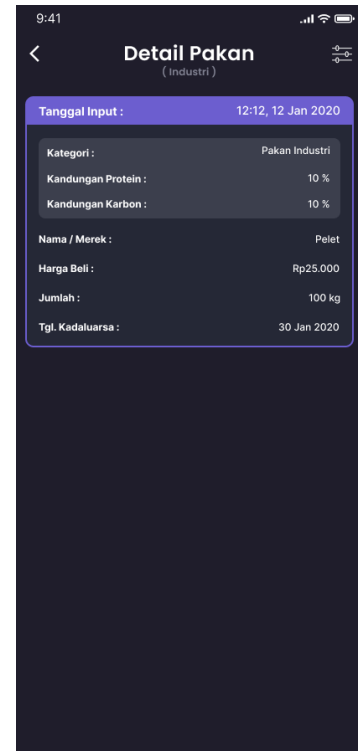 9:41
Detail Pakan
( Industri )
Tanggal Input : 12:12, 12 Jan 2020
Kategori : Pakan Industri
Kandungan Protein : 10 %
Kandungan Karbon : 10 %
Nama / Merek : Pelet
Harga Beli : Rp25.000
Jumlah : 100 kg
Tgl. Kadaluarsa : 30 Jan 2020